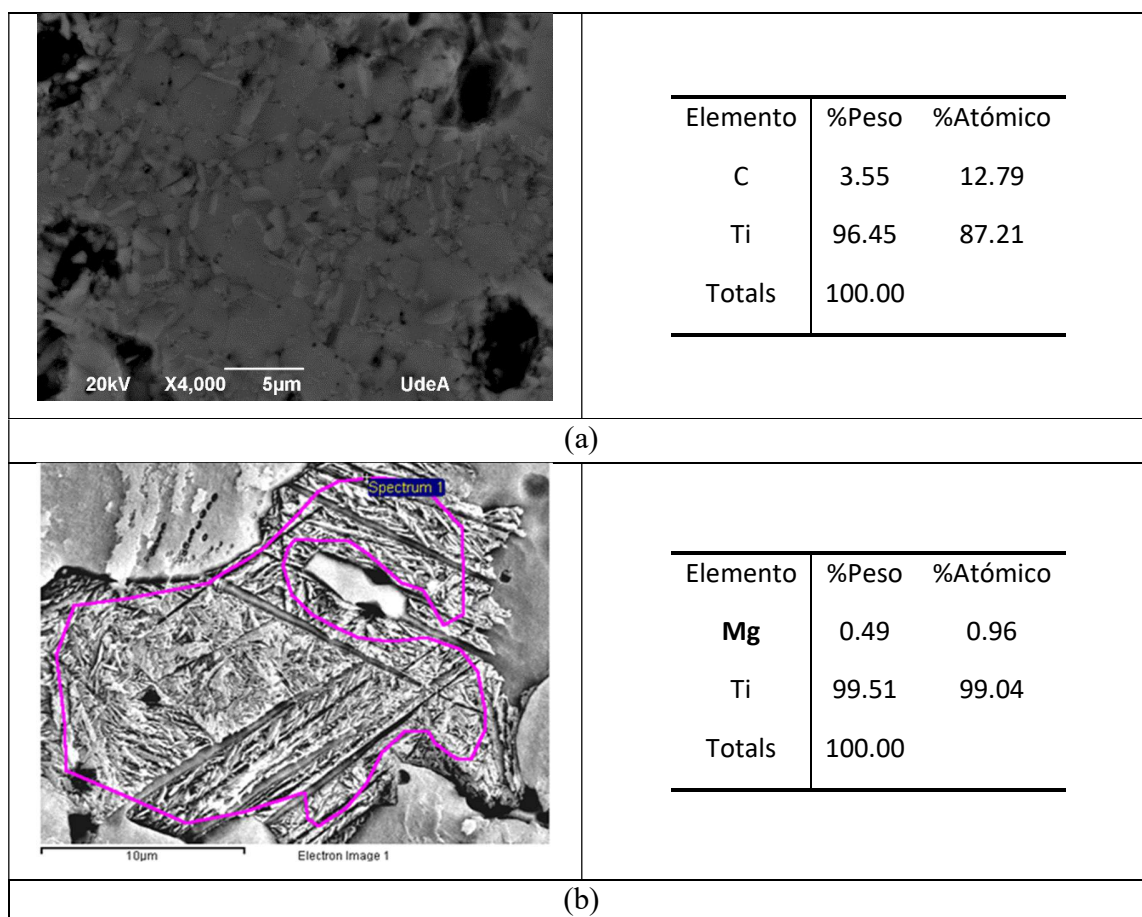 20kV X4,000 5µm UdeA
Elemento %Peso %Atómico
C 3.55 12.79
Ti 96.45 87.21
Totals 100.00
(a)
Spectrum 1
10µm Electron Image 1
Elemento %Peso %Atómico
Mg 0.49 0.96
Ti 99.51 99.04
Totals 100.00
(b)